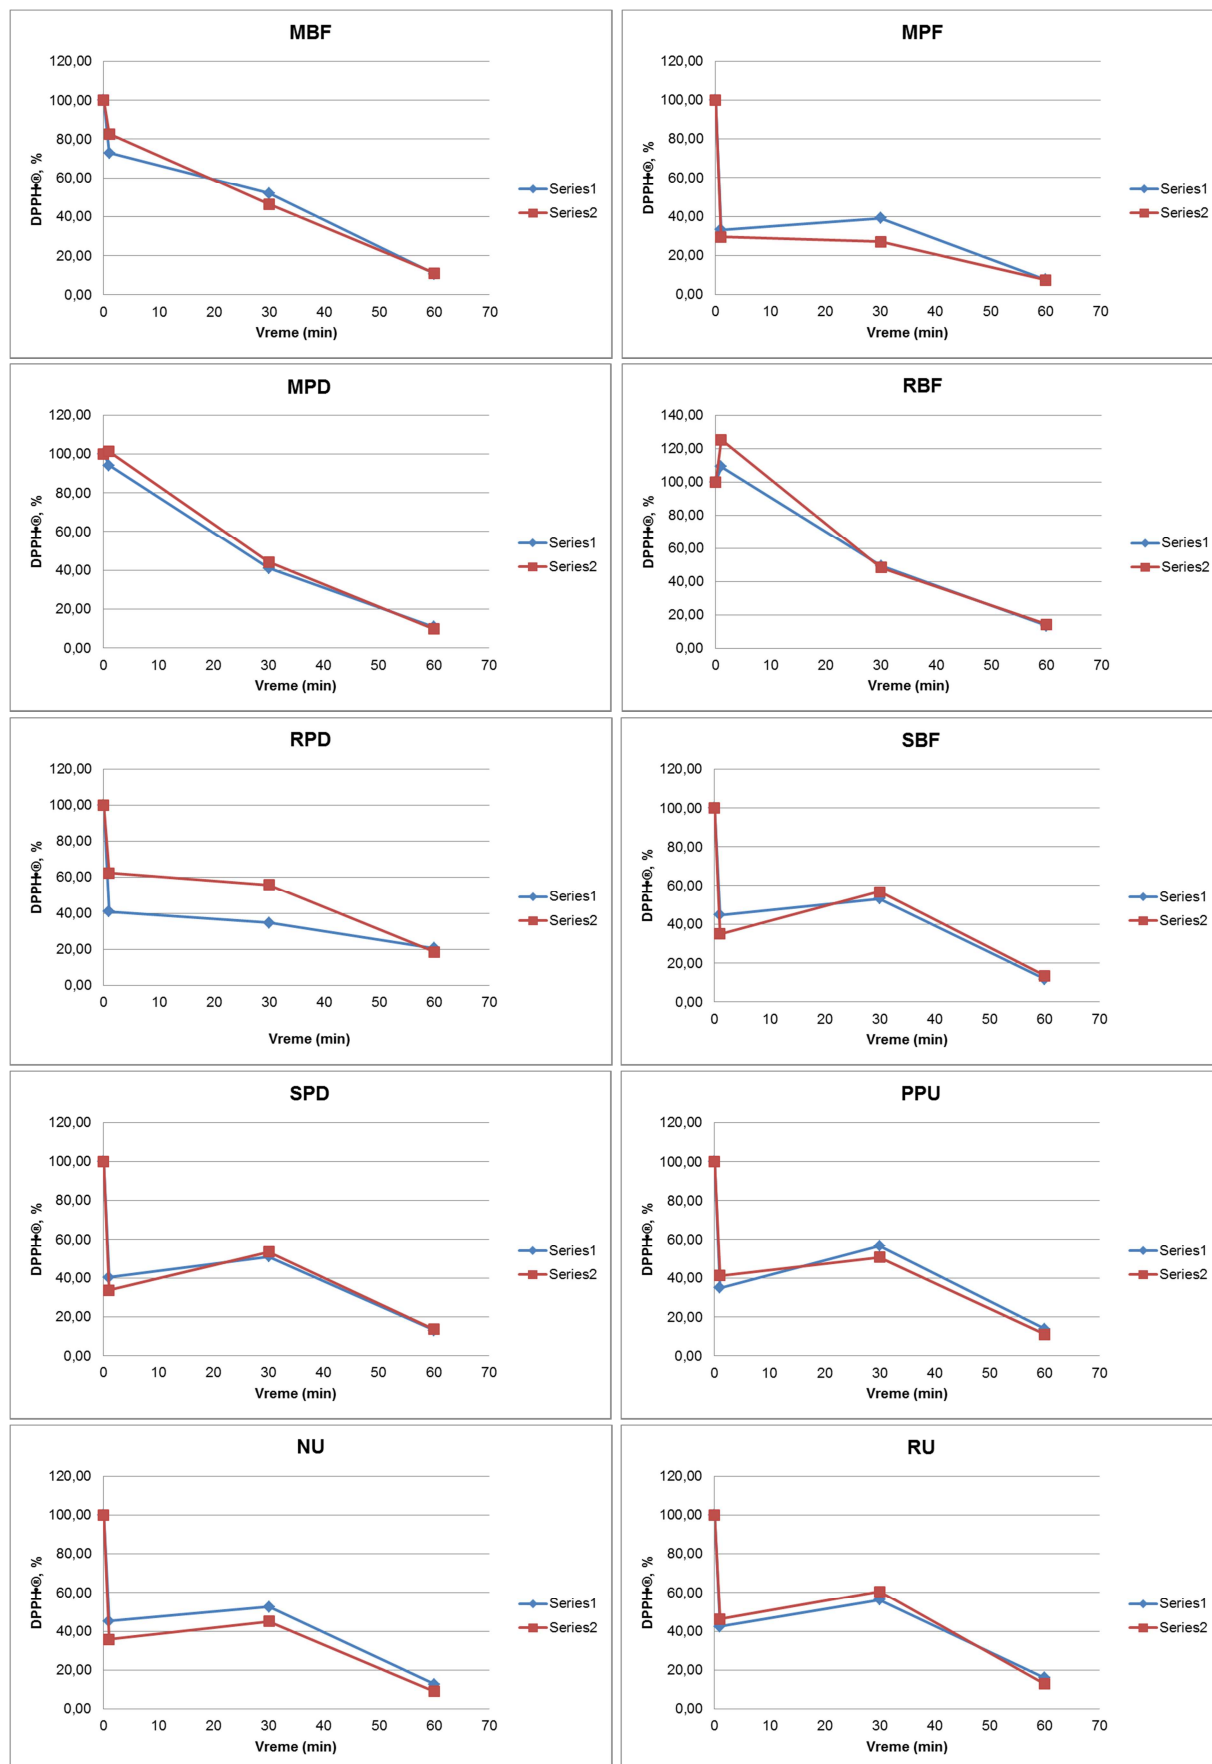 MBF
120,00
100,00
80,00
60,00
40,00
20,00
0,00
DPPH•®, %
0 10 20 30 40 50 60 70
Vreme (min)
Series1
Series2
MPF
120,00
100,00
80,00
60,00
40,00
20,00
0,00
DPPH•®, %
0 10 20 30 40 50 60 70
Vreme (min)
Series1
Series2
MPD
120,00
100,00
80,00
60,00
40,00
20,00
0,00
DPPH•®, %
0 10 20 30 40 50 60 70
Vreme (min)
Series1
Series2
RBF
140,00
120,00
100,00
80,00
60,00
40,00
20,00
0,00
DPPH•®, %
0 10 20 30 40 50 60 70
Vreme (min)
Series1
Series2
RPD
120,00
100,00
80,00
60,00
40,00
20,00
0,00
DPPH•®, %
0 10 20 30 40 50 60 70
Vreme (min)
Series1
Series2
SBF
120,00
100,00
80,00
60,00
40,00
20,00
0,00
DPPH•®, %
0 10 20 30 40 50 60 70
Vreme (min)
Series1
Series2
SPD
120,00
100,00
80,00
60,00
40,00
20,00
0,00
DPPH•®, %
0 10 20 30 40 50 60 70
Vreme (min)
Series1
Series2
PPU
120,00
100,00
80,00
60,00
40,00
20,00
0,00
DPPH•®, %
0 10 20 30 40 50 60 70
Vreme (min)
Series1
Series2
NU
120,00
100,00
80,00
60,00
40,00
20,00
0,00
DPPH•®, %
0 10 20 30 40 50 60 70
Vreme (min)
Series1
Series2
RU
120,00
100,00
80,00
60,00
40,00
20,00
0,00
DPPH•®, %
0 10 20 30 40 50 60 70
Vreme (min)
Series1
Series2